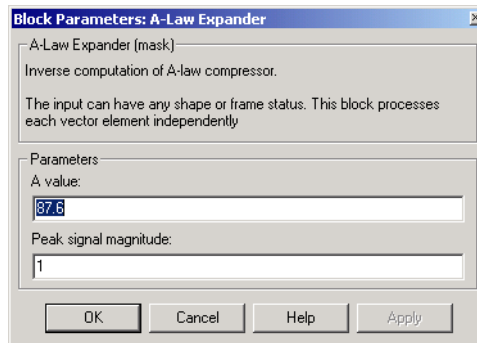 Block Parameters: A-Law Expander
A-Law Expander (mask)
Inverse computation of A-law compressor.
The input can have any shape or frame status. This block processes
each vector element independently
Parameters
A value:
87.6
Peak signal magnitude:
1
OK Cancel Help Apply